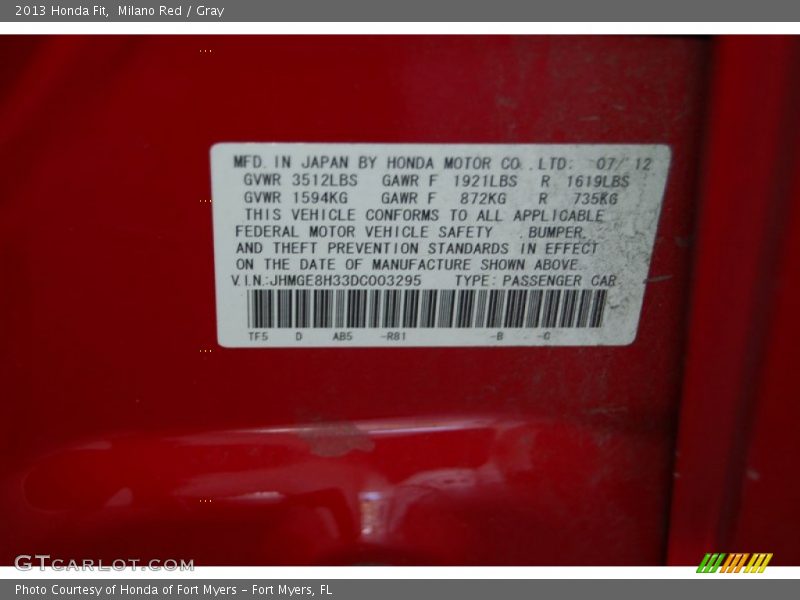 2013 Honda Fit, Milano Red / Gray
MFD. IN JAPAN BY HONDA MOTOR CO., LTD. 07/12
GVWR 3512LBS GAWR F 1921LBS R 1619LBS
GVWR 1594KG GAWR F 872KG R 735KG
THIS VEHICLE CONFORMS TO ALL APPLICABLE
FEDERAL MOTOR VEHICLE SAFETY , BUMPER,
AND THEFT PREVENTION STANDARDS IN EFFECT
ON THE DATE OF MANUFACTURE SHOWN ABOVE.
V.I.N.:JHMGE8H33DC003295 TYPE: PASSENGER CAR
TF5 D AB5 -R81 -B -C
GTCARLOT.COM
Photo Courtesy of Honda of Fort Myers – Fort Myers, FL